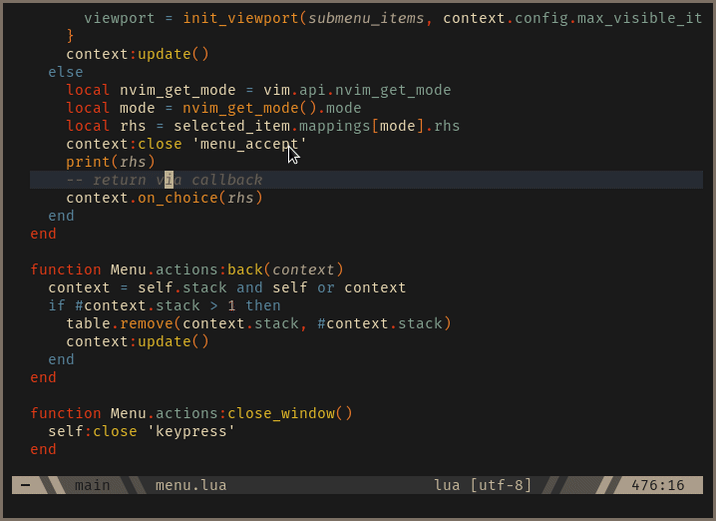 viewport = init_viewport(submenu_items, context.config.max_visible_it
}
context:update()
else
local nvim_get_mode = vim.api.nvim_get_mode
local mode = nvim_get_mode().mode
local rhs = selected_item.mappings[mode].rhs
context:close 'menu_accept'
print(rhs)
-- return via callback
context.on_choice(rhs)
end
end
function Menu.actions:back(context)
context = self.stack and self or context
if #context.stack > 1 then
table.remove(context.stack, #context.stack)
context:update()
end
end
function Menu.actions:close_window()
self:close 'keypress'
end
— main menu.lua lua [utf-8] 476:16